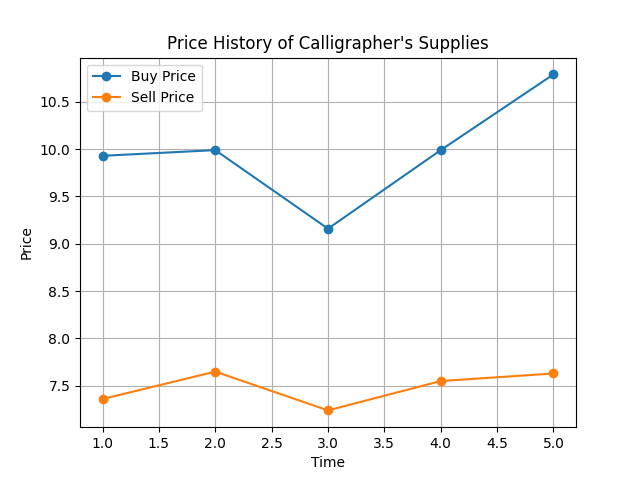 Price History of Calligrapher's Supplies
Buy Price
Sell Price
10.5
10.0
9.5
9.0
8.5
8.0
7.5
Price
1.0 1.5 2.0 2.5 3.0 3.5 4.0 4.5 5.0
Time